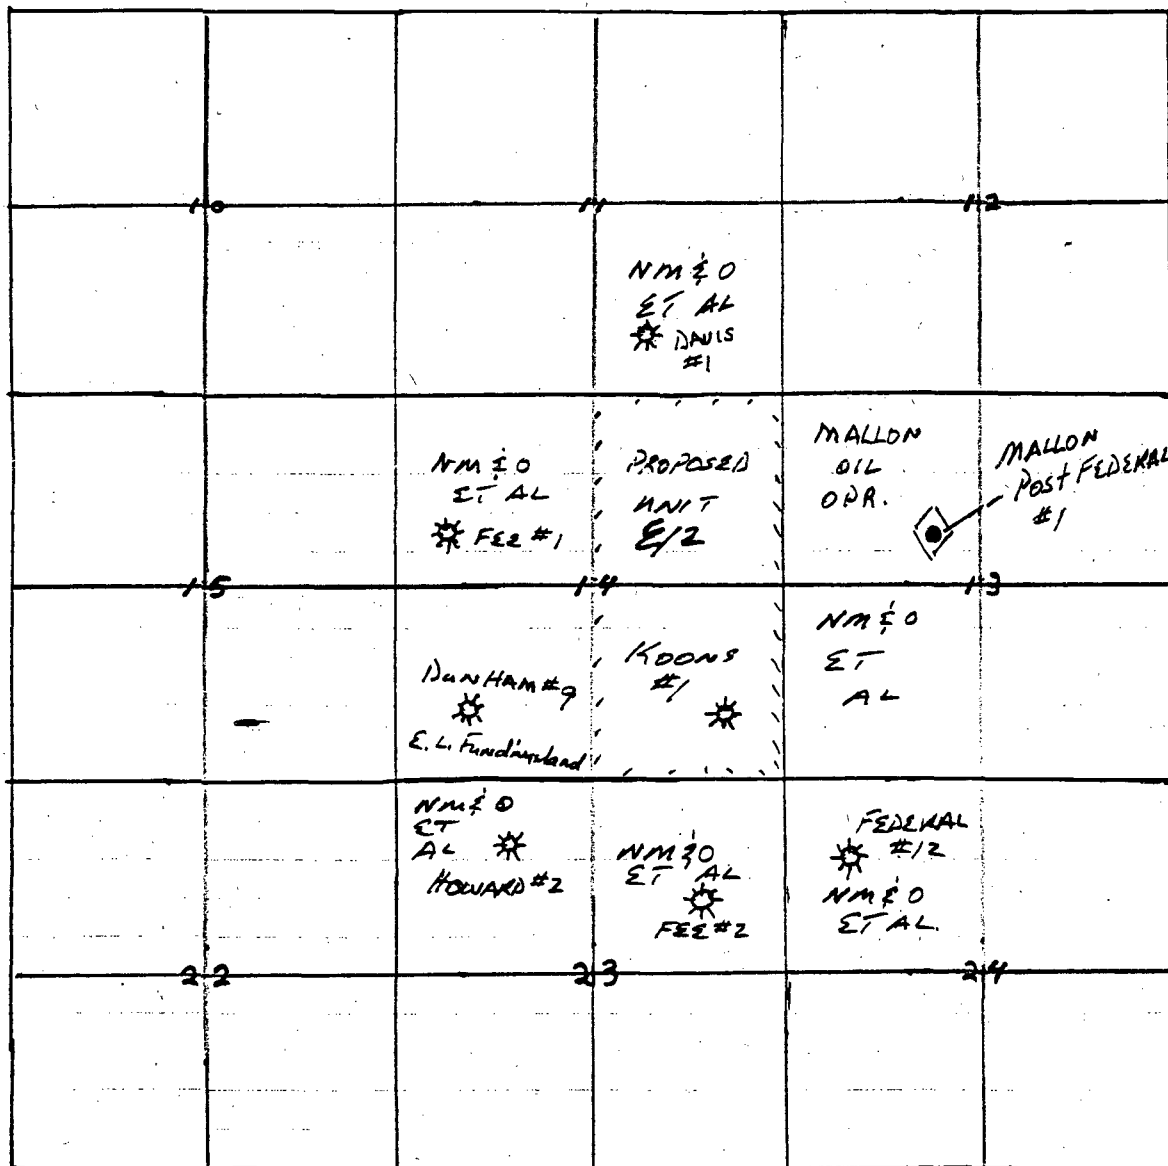 10
11
12
NM & O
ET AL
DAVIS
#1
NM & O
ET AL
FEE #1
PROPOSED
UNIT
E/2
MALLON
OIL
OPR.
MALLON
Post FEDERAL
#1
15
14
13
DUNHAM #9
E. L. Fundingsland
KOONS
#1
NM & O
ET
AL
NM & O
ET
AL
HOWARD #2
NM & O
ET AL
FEE #2
FEDERAL
#12
NM & O
ET AL.
22
23
24